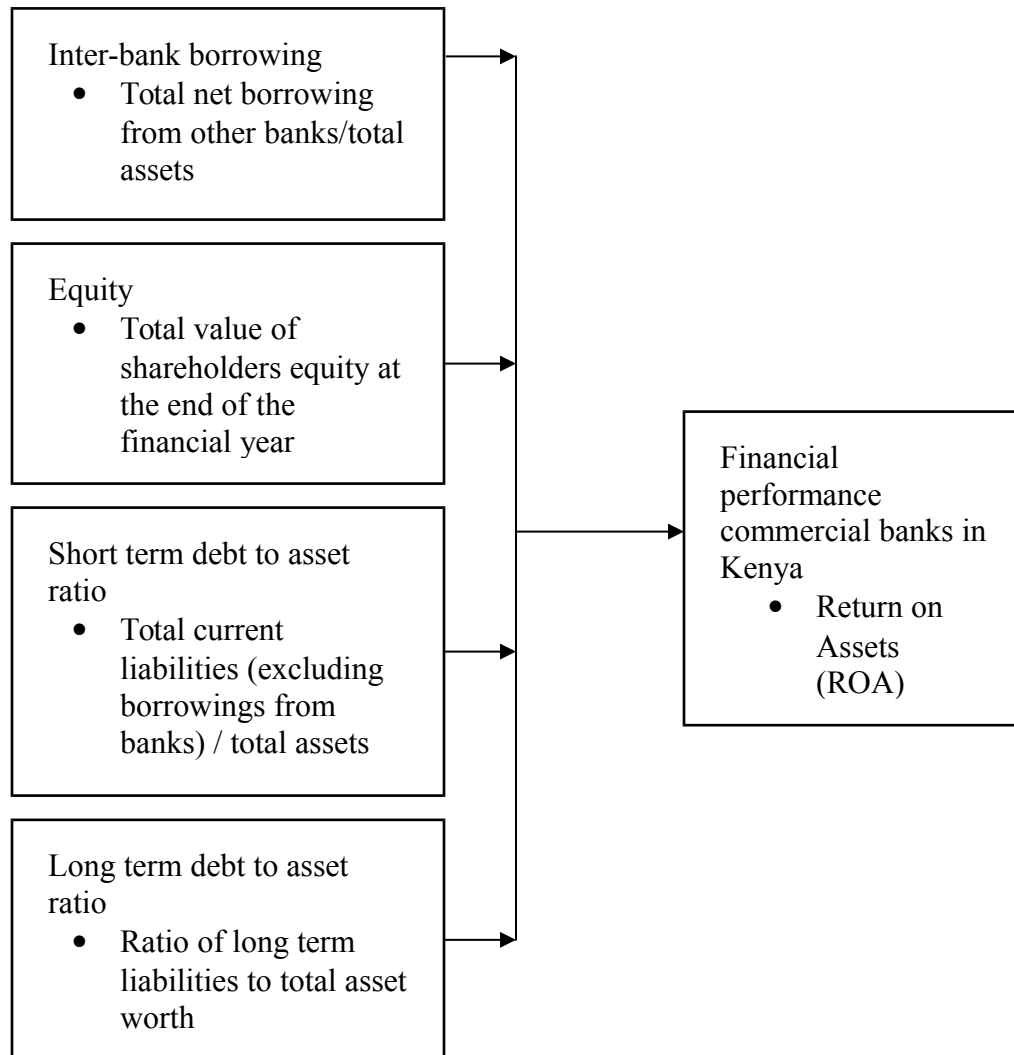 Inter-bank borrowing
• Total net borrowing
from other banks/total
assets
Equity
• Total value of
shareholders equity at
the end of the
financial year
Short term debt to asset
ratio
• Total current
liabilities (excluding
borrowings from
banks) / total assets
Long term debt to asset
ratio
• Ratio of long term
liabilities to total asset
worth
Financial
performance
commercial banks in
Kenya
• Return on
Assets
(ROA)